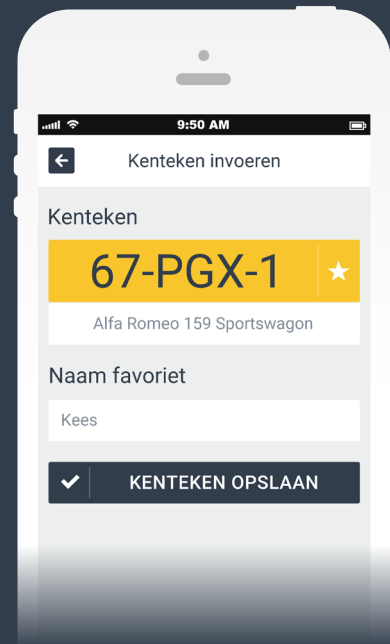 9:50 AM
Kenteken invoeren
Kenteken
67-PGX-1
Alfa Romeo 159 Sportswagon
Naam favoriet
Kees
KENTEKEN OPSLAAN